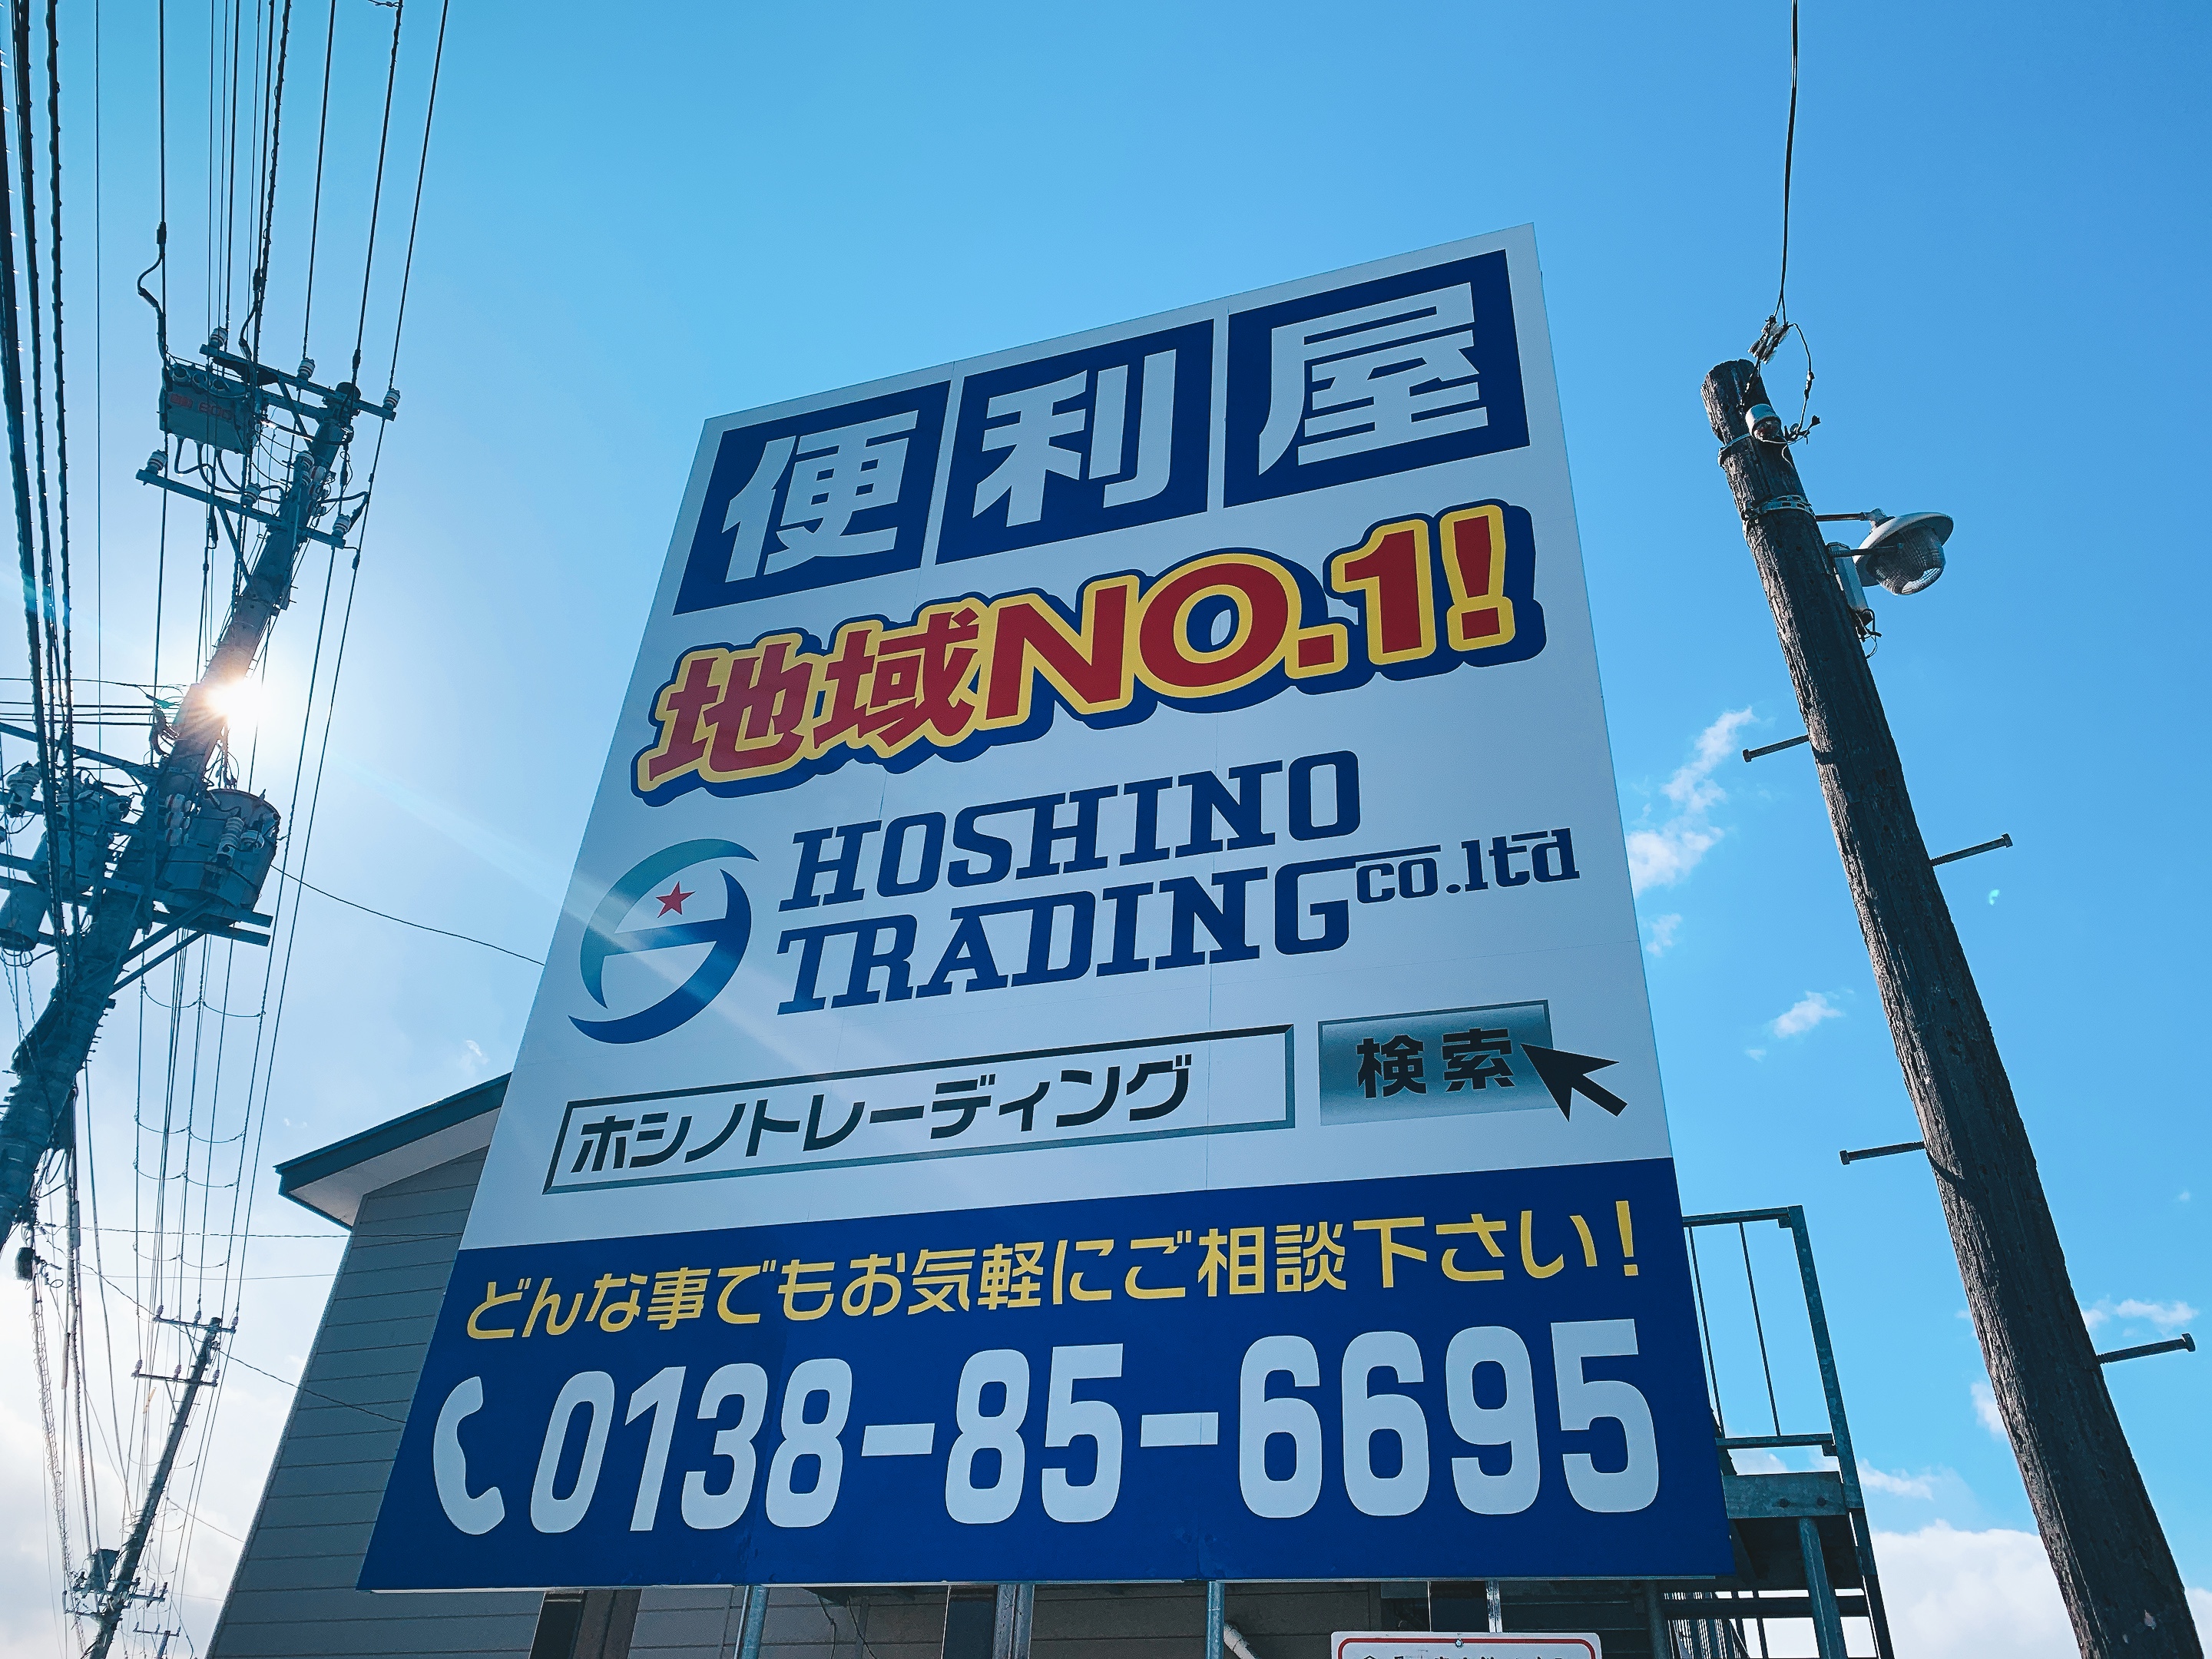 便利屋
地域NO.1!
HOSHINO
TRADING co.ltd
ホシノトレーディング 検索
どんな事でもお気軽にご相談下さい!
0138-85-6695